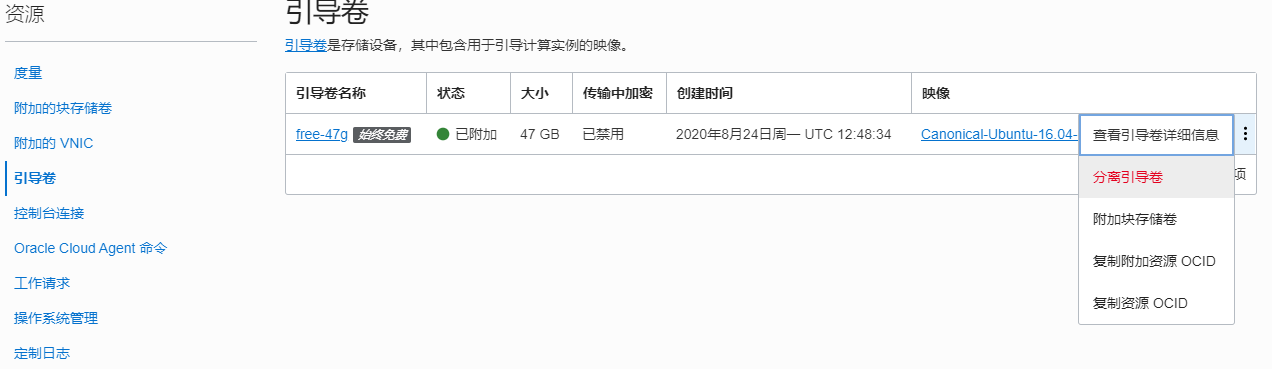 资源
度量
附加的块存储卷
附加的 VNIC
引导卷
控制台连接
Oracle Cloud Agent 命令
工作请求
操作系统管理
定制日志
引导卷
引导卷是存储设备，其中包含用于引导计算实例的映像。
引导卷名称 状态 大小 传输中加密 创建时间 映像
free-47g 始终免费 已附加 47 GB 已禁用 2020年8月24日周一 UTC 12:48:34 Canonical-Ubuntu-16.04-
项
查看引导卷详细信息
分离引导卷
附加块存储卷
复制附加资源 OCID
复制资源 OCID